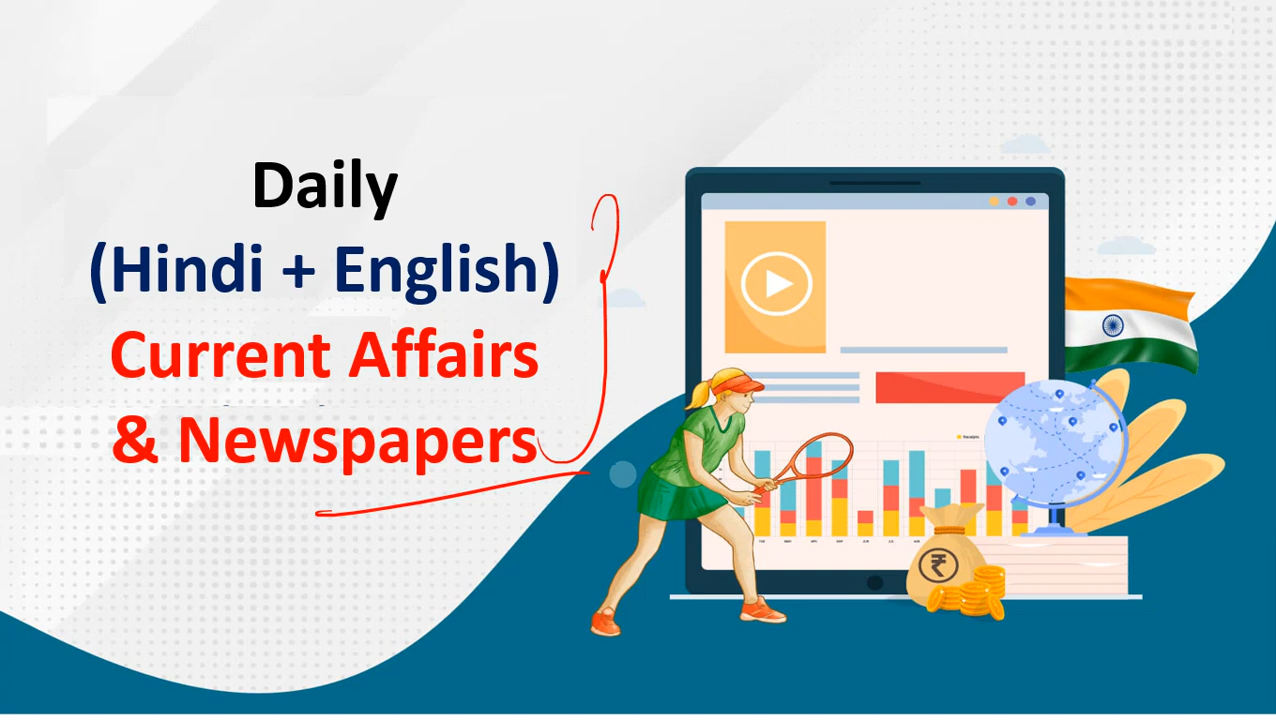 Daily
(Hindi + English)
Current Affairs
& Newspapers
₹